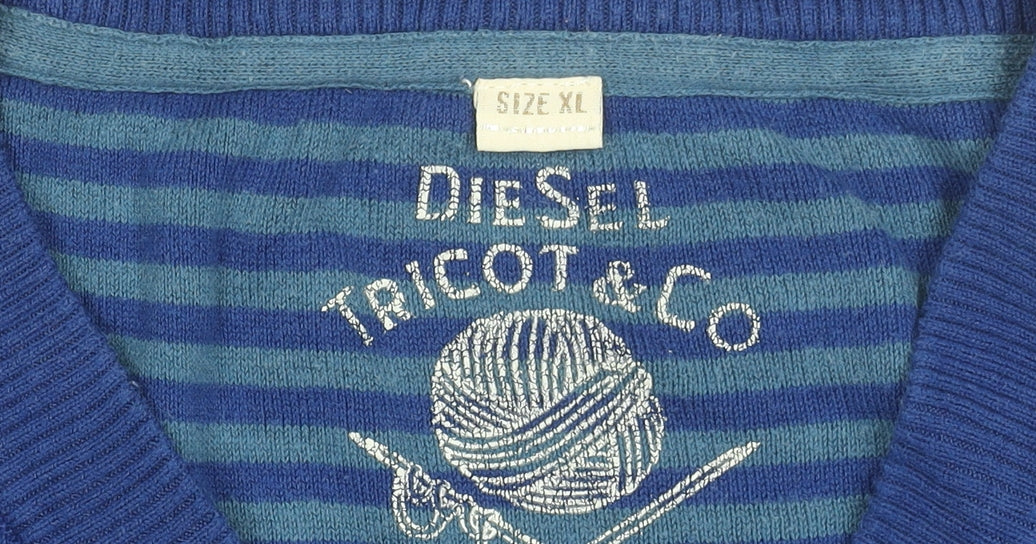 SIZE XL
DIESEL
TRICOT & CO